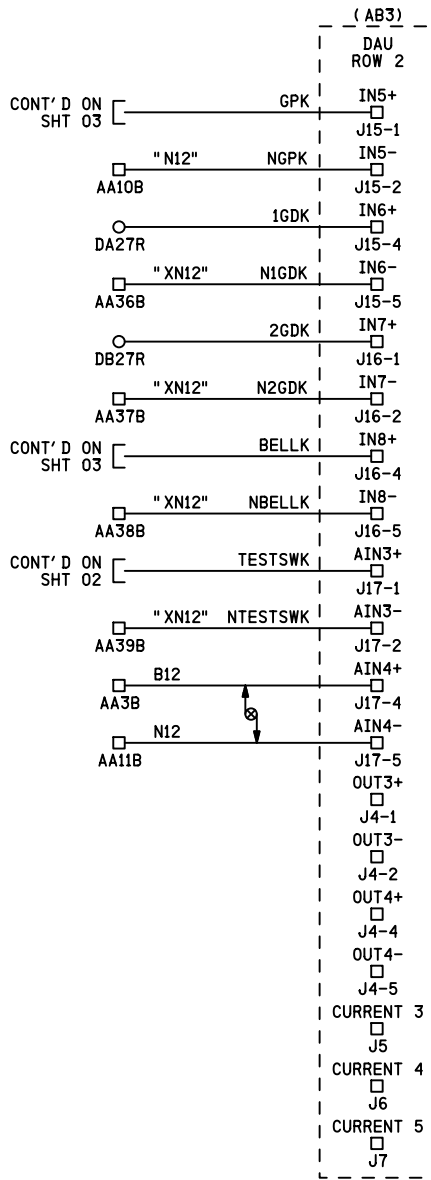 (AB3)
DAU
ROW 2
CONT'D ON
SHT 03
GPK
IN5+
J15-1
"N12" NGPK
IN5-
AA10B
J15-2
1GDK
IN6+
DA27R
J15-4
"XN12" N1GDK
IN6-
AA36B
J15-5
2GDK
IN7+
DB27R
J16-1
"XN12" N2GDK
IN7-
AA37B
J16-2
CONT'D ON
SHT 03
BELLK
IN8+
J16-4
"XN12" NBELLK
IN8-
AA38B
J16-5
CONT'D ON
SHT 02
TESTSWK
AIN3+
J17-1
"XN12" NTESTSWK
AIN3-
AA39B
J17-2
B12
AIN4+
AA3B
J17-4
N12
AIN4-
AA11B
J17-5
OUT3+
J4-1
OUT3-
J4-2
OUT4+
J4-4
OUT4-
J4-5
CURRENT 3
J5
CURRENT 4
J6
CURRENT 5
J7